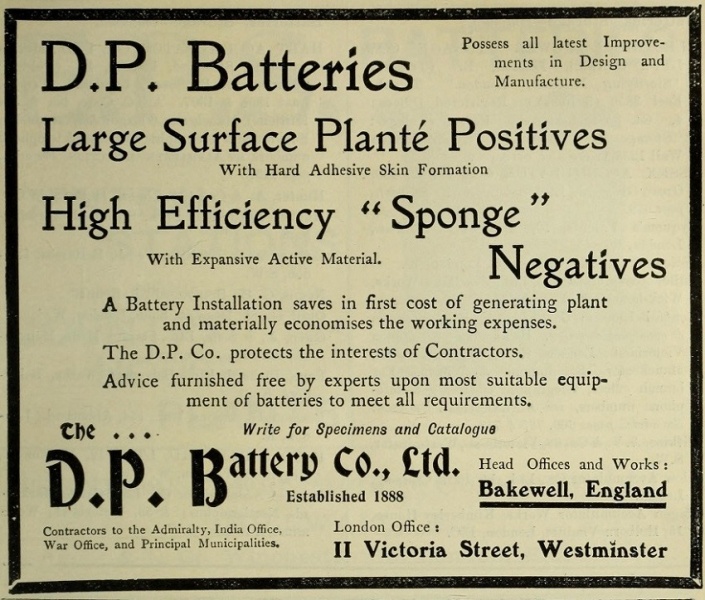 D.P. Batteries
Possess all latest Improve-
ments in Design and
Manufacture.
Large Surface Planté Positives
With Hard Adhesive Skin Formation
High Efficiency "Sponge"
With Expansive Active Material.
Negatives
A Battery Installation saves in first cost of generating plant
and materially economises the working expenses.
The D.P. Co. protects the interests of Contractors.
Advice furnished free by experts upon most suitable equip-
ment of batteries to meet all requirements.
Write for Specimens and Catalogue
The ...
D.P. Battery Co., Ltd.
Established 1888
Head Offices and Works:
Bakewell, England
Contractors to the Admiralty, India Office,
War Office, and Principal Municipalities.
London Office:
11 Victoria Street, Westminster